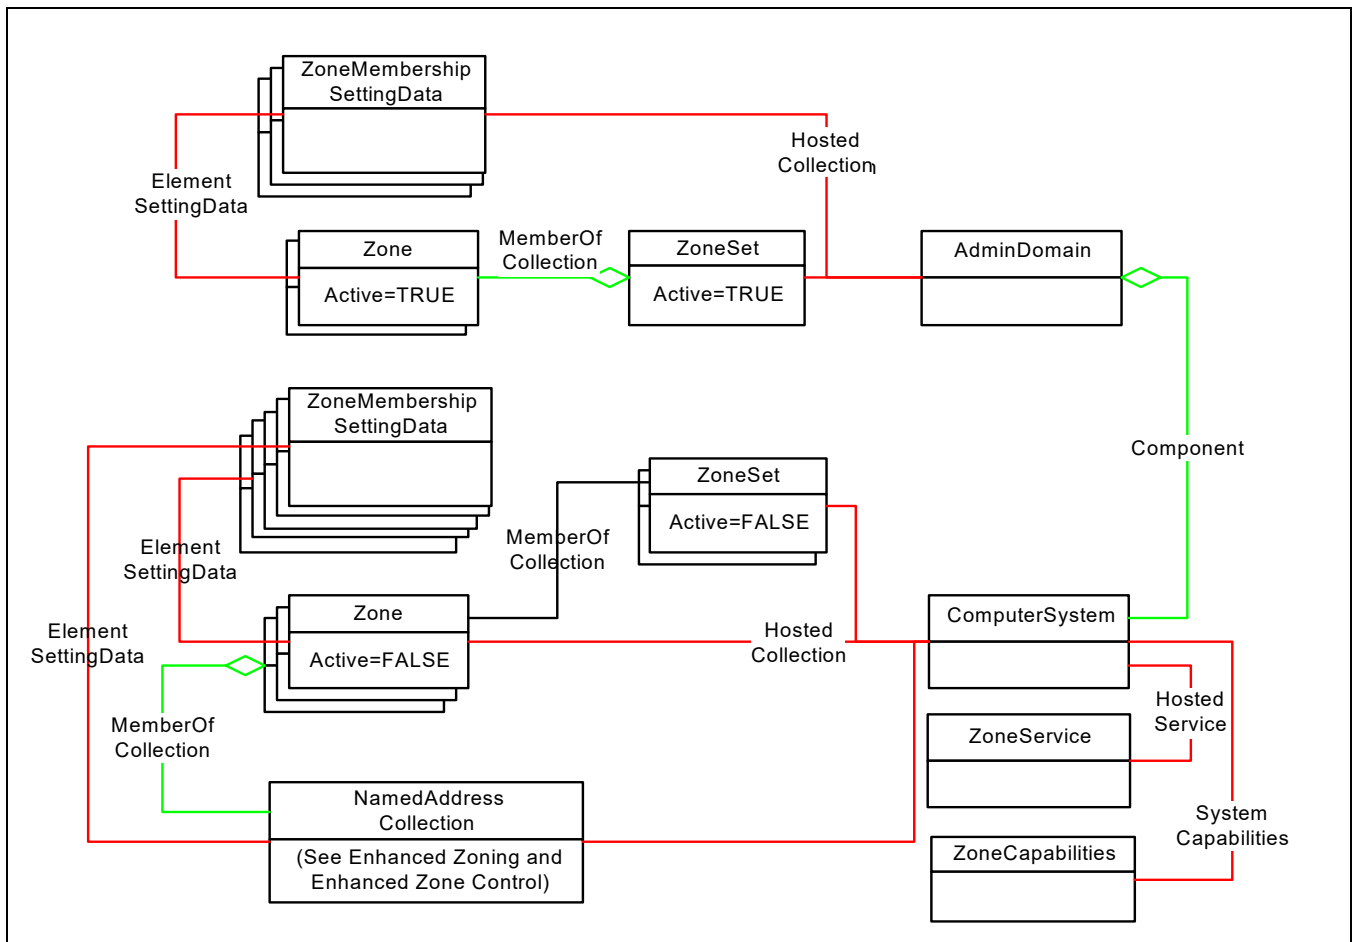 ZoneMembership
SettingData
Hosted
Collection
Element
SettingData
Zone
Active=TRUE
MemberOf
Collection
ZoneSet
Active=TRUE
AdminDomain
ZoneMembership
SettingData
Component
ZoneSet
Active=FALSE
MemberOf
Collection
Element
SettingData
Zone
Active=FALSE
Element
SettingData
Hosted
Collection
ComputerSystem
Hosted
Service
MemberOf
Collection
ZoneService
NamedAddress
Collection
(See Enhanced Zoning and
Enhanced Zone Control)
System
Capabilities
ZoneCapabilities